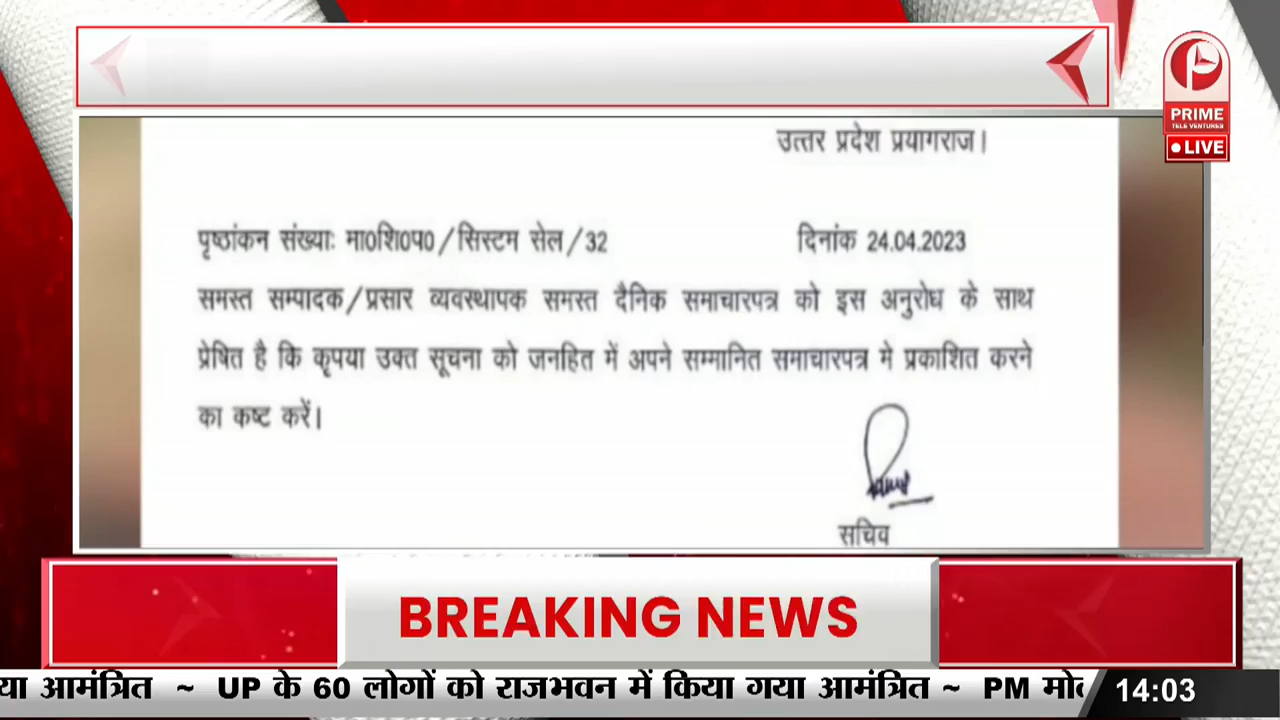 PRIME
TELE VENTURES
LIVE
उत्तर प्रदेश प्रयागराज।
पृष्ठांकन संख्याः मा0शि0प0/सिस्टम सेल/32 दिनांक 24.04.2023
समस्त सम्पादक/प्रसार व्यवस्थापक समस्त दैनिक समाचारपत्र को इस अनुरोध के साथ
प्रेषित है कि कृपया उक्त सूचना को जनहित में अपने सम्मानित समाचारपत्र मे प्रकाशित करने
का कष्ट करें।
सचिव
BREAKING NEWS
या आमंत्रित ~ UP के 60 लोगों को राजभवन में किया गया आमंत्रित ~ PM 14:03